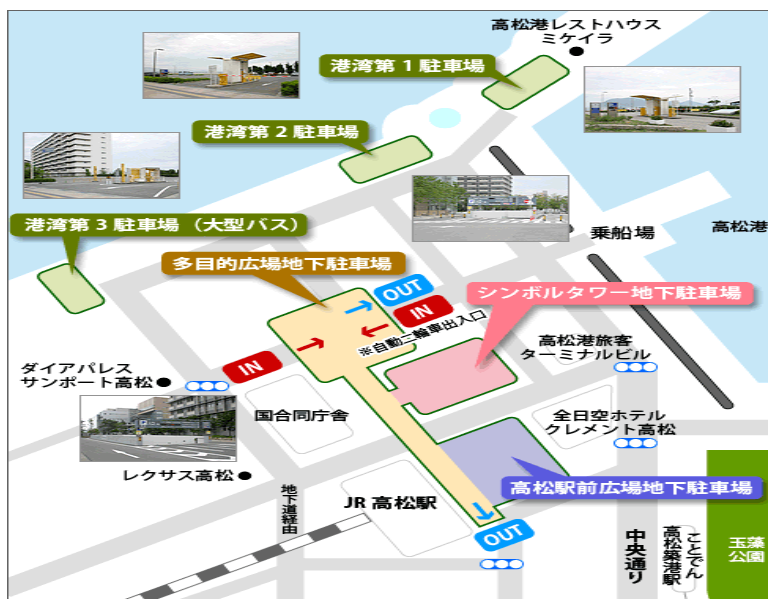 高松港レストハウス
ミケイラ
港湾第1駐車場
港湾第2駐車場
港湾第3駐車場（大型バス）
乗船場
高松港
多目的広場地下駐車場
OUT
IN
※自動二輪車出入口
シンボルタワー地下駐車場
IN
高松港旅客
ターミナルビル
ダイアパレス
サンポート高松
国合同庁舎
全日空ホテル
クレメント高松
レクサス高松
地下道経由
JR高松駅
高松駅前広場地下駐車場
OUT
中央通り
ことでん
高松築港駅
玉藻
公園